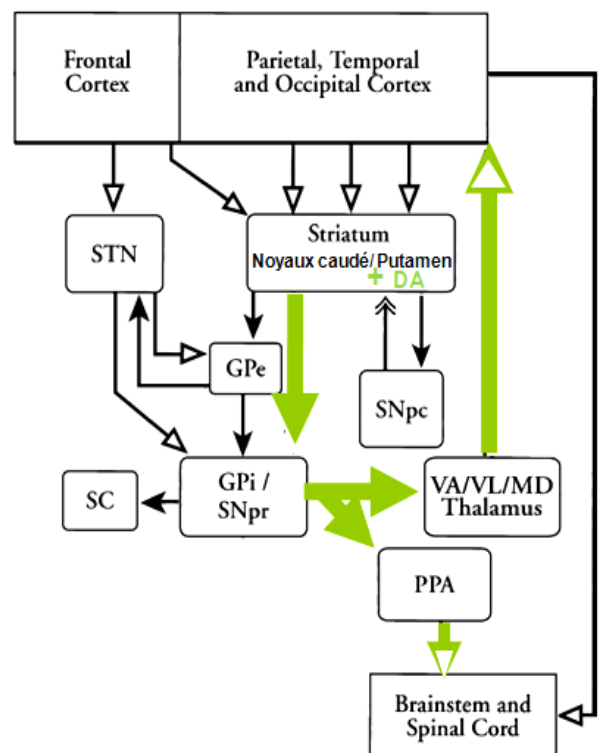 Frontal
Cortex
Parietal, Temporal
and Occipital Cortex
STN
Striatum
Noyaux caudé/ Putamen
+ DA
GPe
SNpc
SC
GPi /
SNpr
VA/VL/MD
Thalamus
PPA
Brainstem and
Spinal Cord